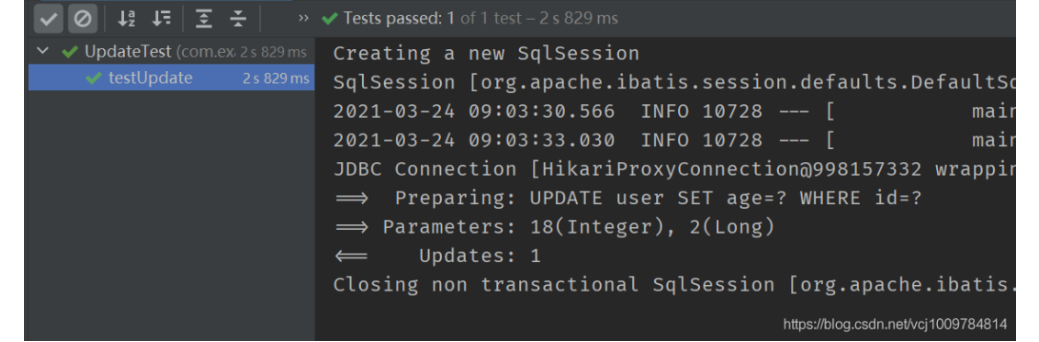 Tests passed: 1 of 1 test – 2 s 829 ms
UpdateTest (com.ex. 2 s 829 ms
testUpdate 2 s 829 ms
Creating a new SqlSession
SqlSession [org.apache.ibatis.session.defaults.DefaultSq
2021-03-24 09:03:30.566  INFO 10728 --- [           main
2021-03-24 09:03:33.030  INFO 10728 --- [           main
JDBC Connection [HikariProxyConnection@998157332 wrappin
==>  Preparing: UPDATE user SET age=? WHERE id=?
==> Parameters: 18(Integer), 2(Long)
<==    Updates: 1
Closing non transactional SqlSession [org.apache.ibatis.
https://blog.csdn.net/vcj1009784814